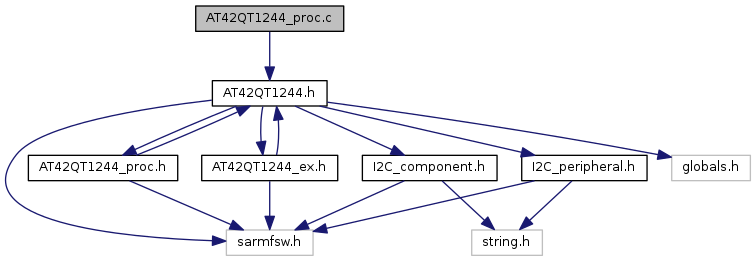 AT42QT1244_proc.c
AT42QT1244.h
AT42QT1244_proc.h
AT42QT1244_ex.h
I2C_component.h
I2C_peripheral.h
globals.h
sarmfsw.h
string.h